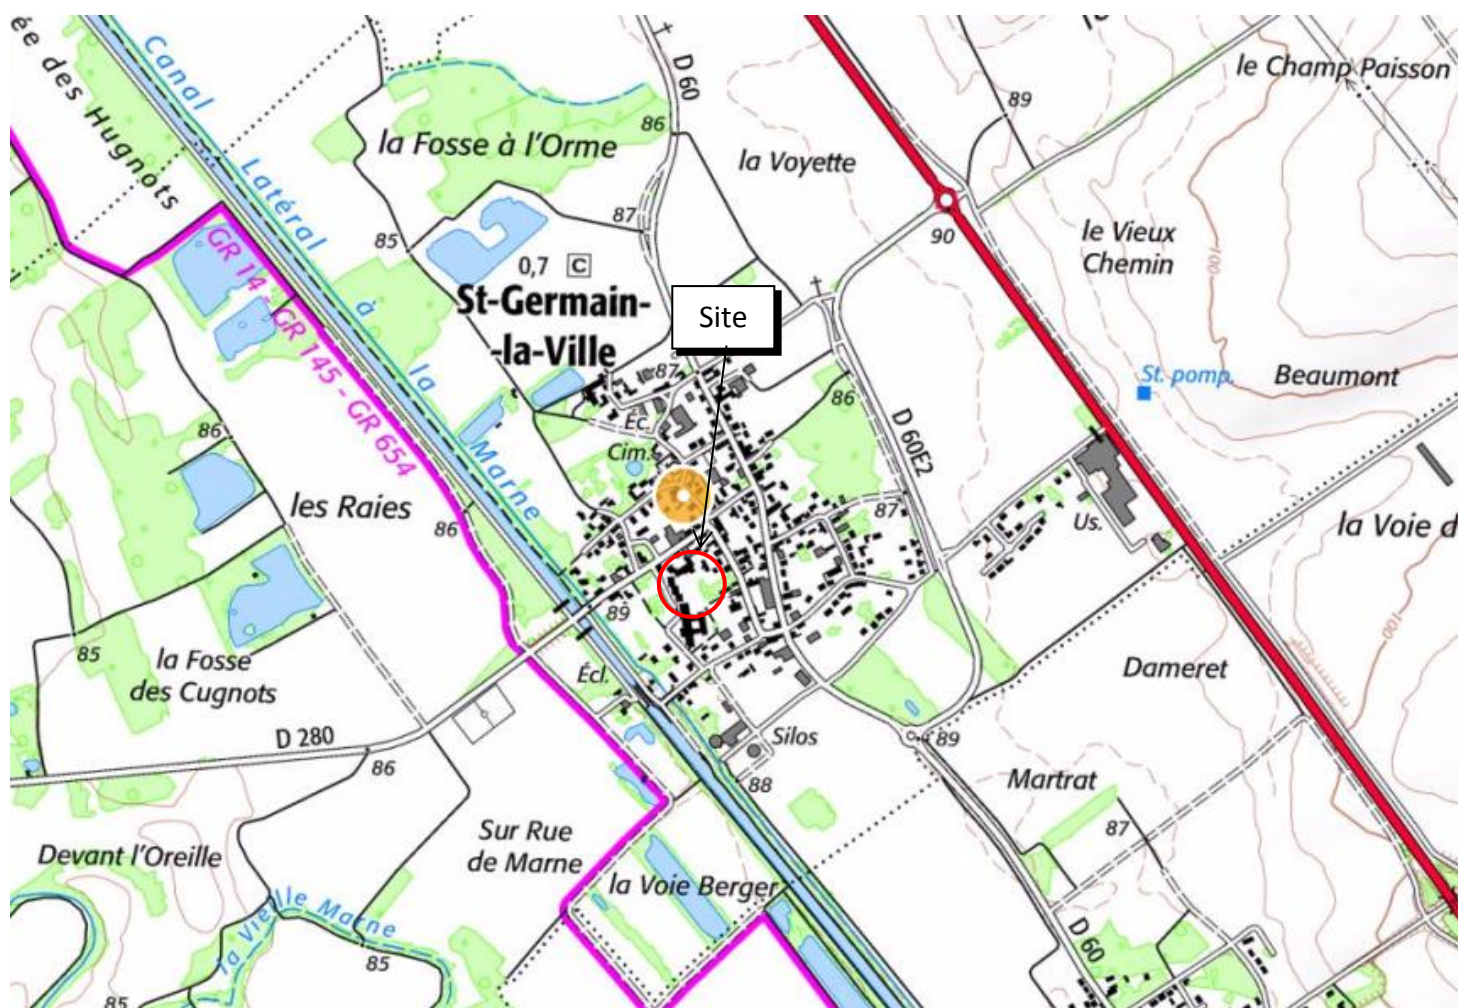 ée des Hugnots
Canal
Latéral
à
la
Marne
D 60
le Champ Paisson
89
86
la Fosse à l'Orme
la Voyette
87
85
90
le Vieux
Chemin
100
GR 14 - GR 145 - GR 654
0,7 C
St-Germain-
-la-Ville
Site
87
St. pomp.
Beaumont
86
Éc.
Cim.
D 60E2
86
les Raies
86
87
Us.
la Voie d
89
100
85
la Fosse
des Cugnots
Écl.
Dameret
D 280
86
Silos
89
88
Martrat
87
Sur Rue
de Marne
Devant l'Oreille
la Voie Berger
la Vieille Marne
85
D 60
85